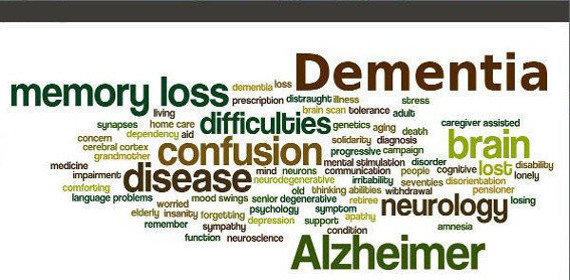 Dementia
memory loss
dementia loss
prescription distraught illness stress
living brain scan tolerance adult
synapses home care difficulties genetics aging death caregiver assisted
concern dependency aid solidarity diagnosis brain
cerebral cortex confusion progressive campaign
grandmother mental stimulation disorder
medicine disease mind neurons communication people cognitive lost disability
impairment neurodegenerative irritability seventies disorientation lonely
comforting old thinking abilities withdrawal pensioner
language problems mood swings senior degenerative retiree neurology losing
worried psychology symptom apathy
elderly insanity forgetting depression support amnesia
remember sympathy condition
function neuroscience Alzheimer